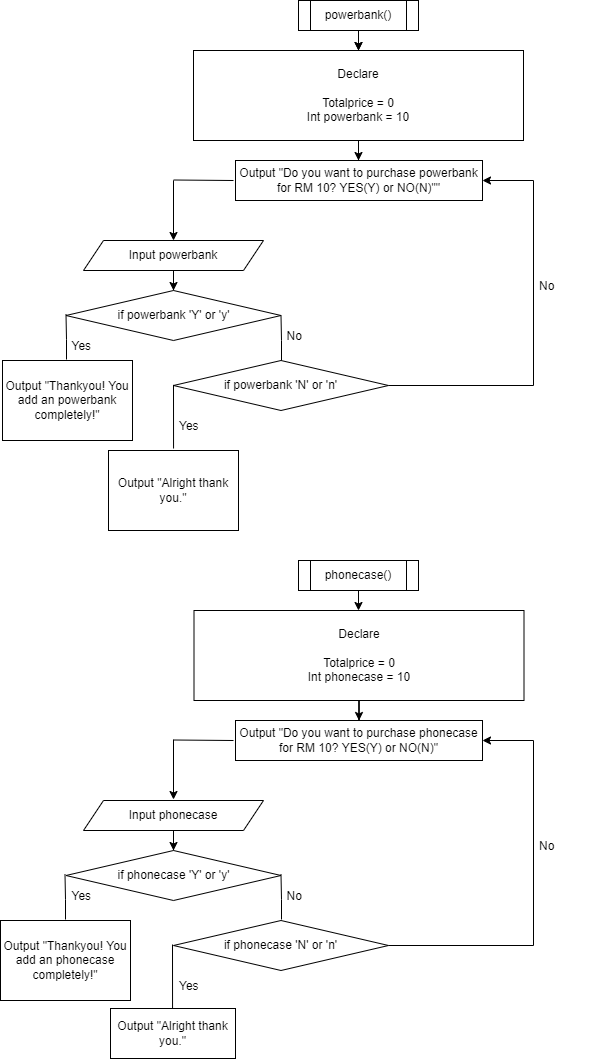 powerbank()
Declare
Totalprice = 0
Int powerbank = 10
Output "Do you want to purchase powerbank
for RM 10? YES(Y) or NO(N)""
Input powerbank
No
if powerbank 'Y' or 'y'
No
Yes
Output "Thankyou! You
add an powerbank
completely!"
if powerbank 'N' or 'n'
Yes
Output "Alright thank
you."
phonecase()
Declare
Totalprice = 0
Int phonecase = 10
Output "Do you want to purchase phonecase
for RM 10? YES(Y) or NO(N)"
Input phonecase
No
if phonecase 'Y' or 'y'
Yes
No
Output "Thankyou! You
add an phonecase
completely!"
if phonecase 'N' or 'n'
Yes
Output "Alright thank
you."